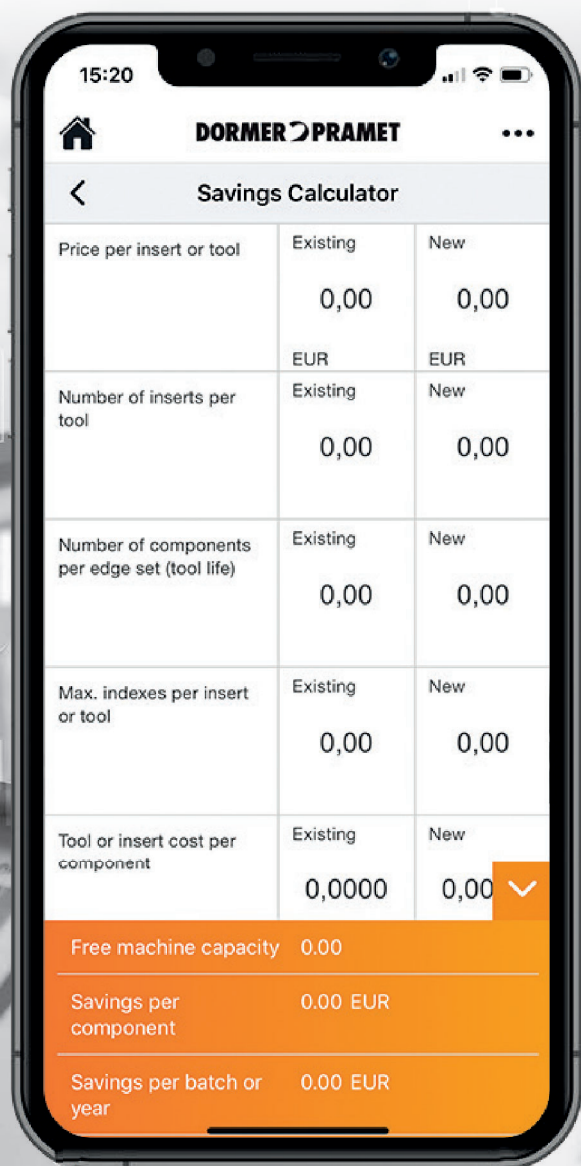 15:20
DORMER PRAMET
Savings Calculator
Price per insert or tool
Existing
New
0,00
0,00
EUR
EUR
Number of inserts per
tool
Existing
New
0,00
0,00
Number of components
per edge set (tool life)
Existing
New
0,00
0,00
Max. indexes per insert
or tool
Existing
New
0,00
0,00
Tool or insert cost per
component
Existing
New
0,0000
0,00
Free machine capacity 0.00
Savings per
component
0.00 EUR
Savings per batch or
year
0.00 EUR